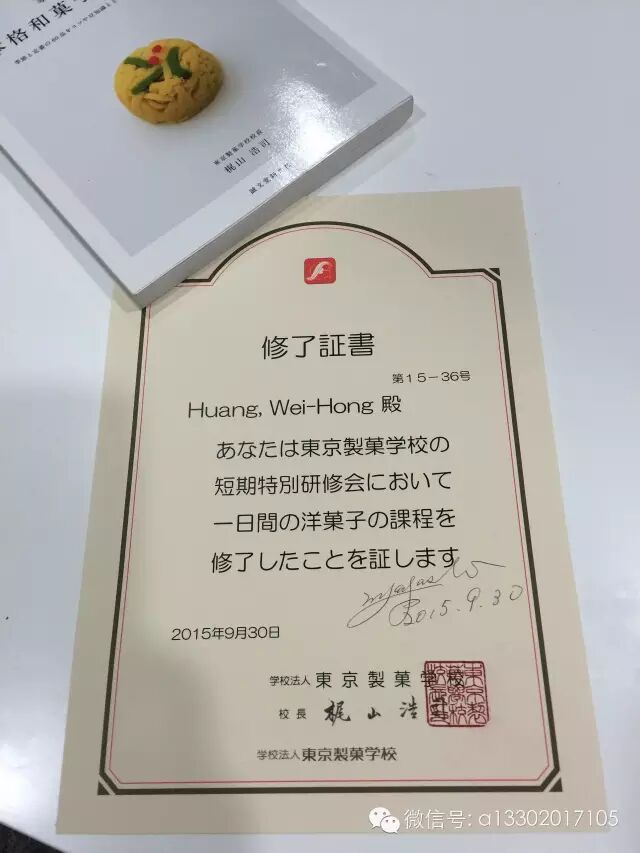 格和菓
東京製菓学校校長
梶山 浩司
修了証書
第15-36号
Huang, Wei-Hong 殿
あなたは東京製菓学校の
短期特別研修会において
一日間の洋菓子の課程を
修了したことを証します
2015.9.30
2015年9月30日
学校法人 東京製菓学校
校長 梶山浩
学校法人 東京製菓学校
微信号: a13302017105